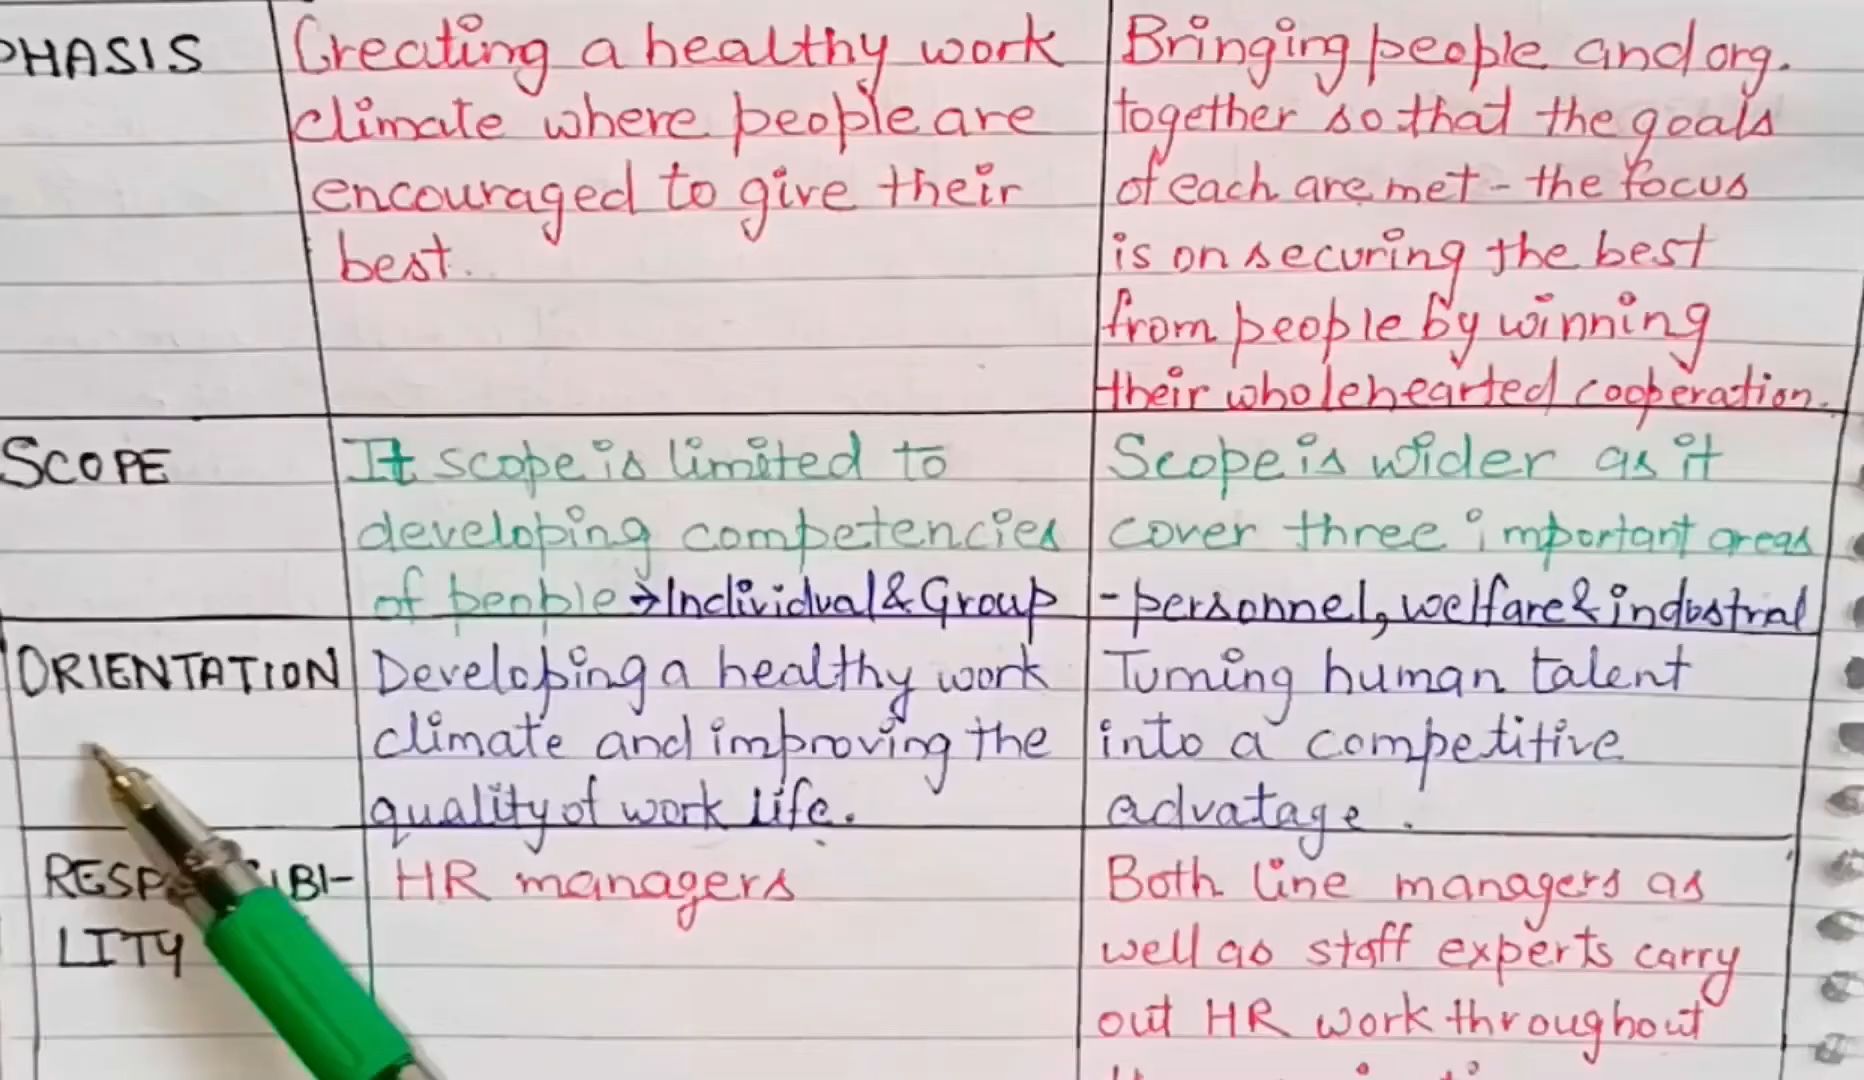 PHASIS
Creating a healthy work
climate where people are
encouraged to give their
best.
Bringing people and org.
together so that the goals
of each are met - the focus
is on securing the best
from people by winning
their wholehearted cooperation.
SCOPE
It scope is limited to
developing competencies
of people → Individual & Group
Scope is wider as it
cover three important areas
- personnel, welfare & indostral
ORIENTATION
Developing a healthy work
climate and improving the
quality of work life.
Turning human talent
into a competitive
advatage.
RESP IBI-
LITY
HR managers
Both line managers as
well as staff experts carry
out HR work throughout